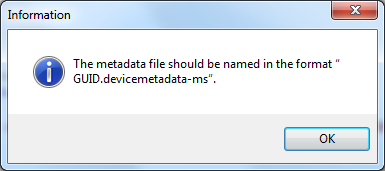 Information
The metadata file should be named in the format “
GUID.devicemetadata-ms”.
OK